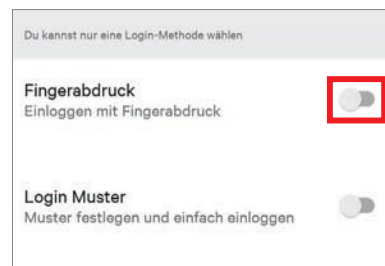 Du kannst nur eine Login-Methode wählen
Fingerabdruck
Einloggen mit Fingerabdruck
Login Muster
Muster festlegen und einfach einloggen